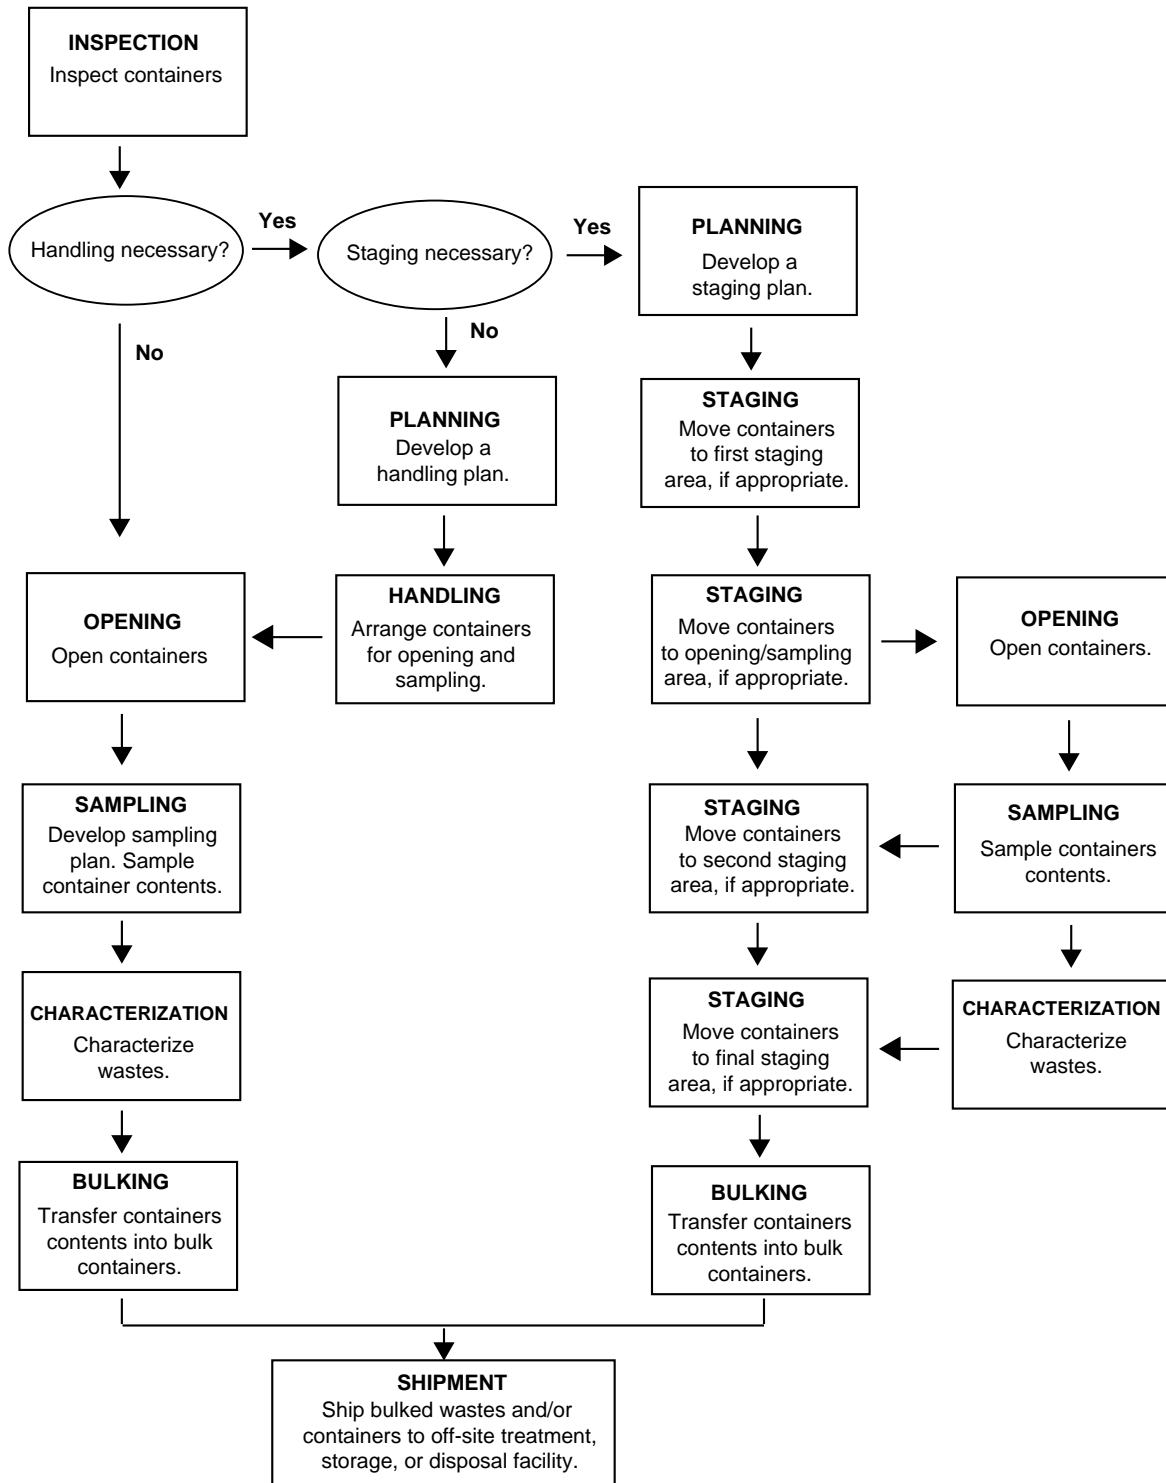 INSPECTION
Inspect containers
Handling necessary?
Yes
Staging necessary?
Yes
PLANNING
Develop a
staging plan.
No
No
PLANNING
Develop a
handling plan.
STAGING
Move containers
to first staging
area, if appropriate.
OPENING
Open containers
HANDLING
Arrange containers
for opening and
sampling.
STAGING
Move containers
to opening/sampling
area, if appropriate.
OPENING
Open containers.
SAMPLING
Develop sampling
plan. Sample
container contents.
STAGING
Move containers
to second staging
area, if appropriate.
SAMPLING
Sample containers
contents.
CHARACTERIZATION
Characterize
wastes.
STAGING
Move containers
to final staging
area, if appropriate.
CHARACTERIZATION
Characterize
wastes.
BULKING
Transfer containers
contents into bulk
containers.
BULKING
Transfer containers
contents into bulk
containers.
SHIPMENT
Ship bulked wastes and/or
containers to off-site treatment,
storage, or disposal facility.